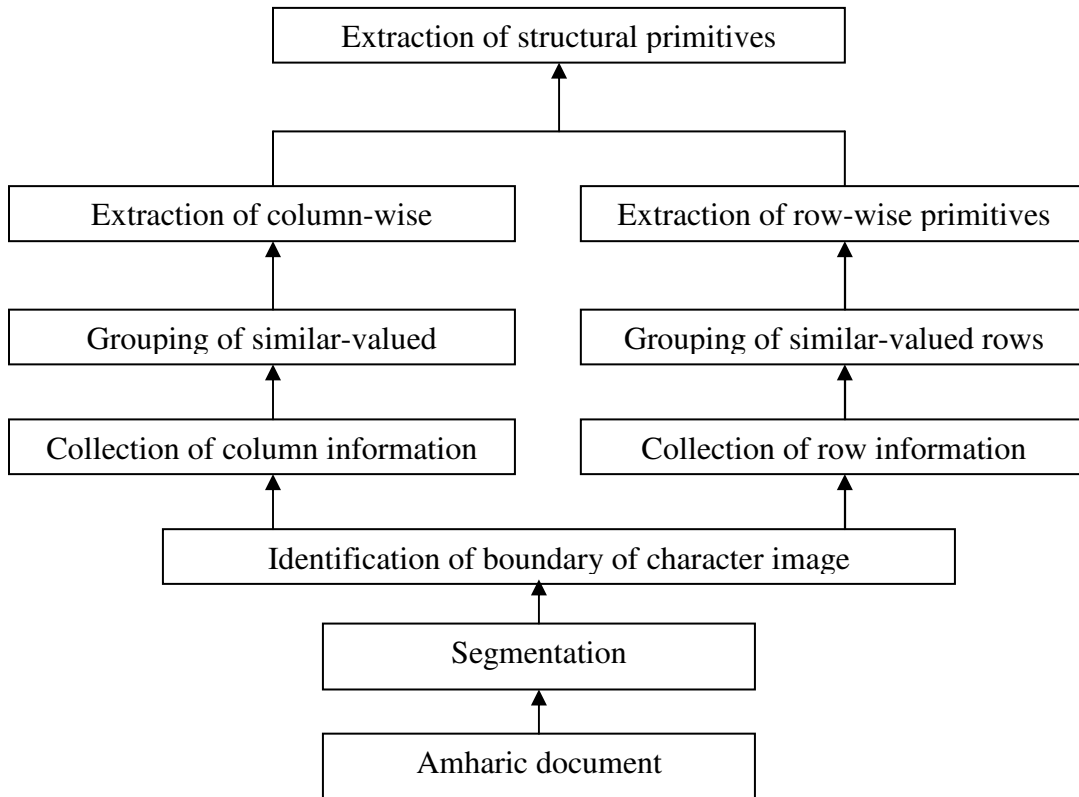 Extraction of structural primitives
Extraction of column-wise
Extraction of row-wise primitives
Grouping of similar-valued
Grouping of similar-valued rows
Collection of column information
Collection of row information
Identification of boundary of character image
Segmentation
Amharic document